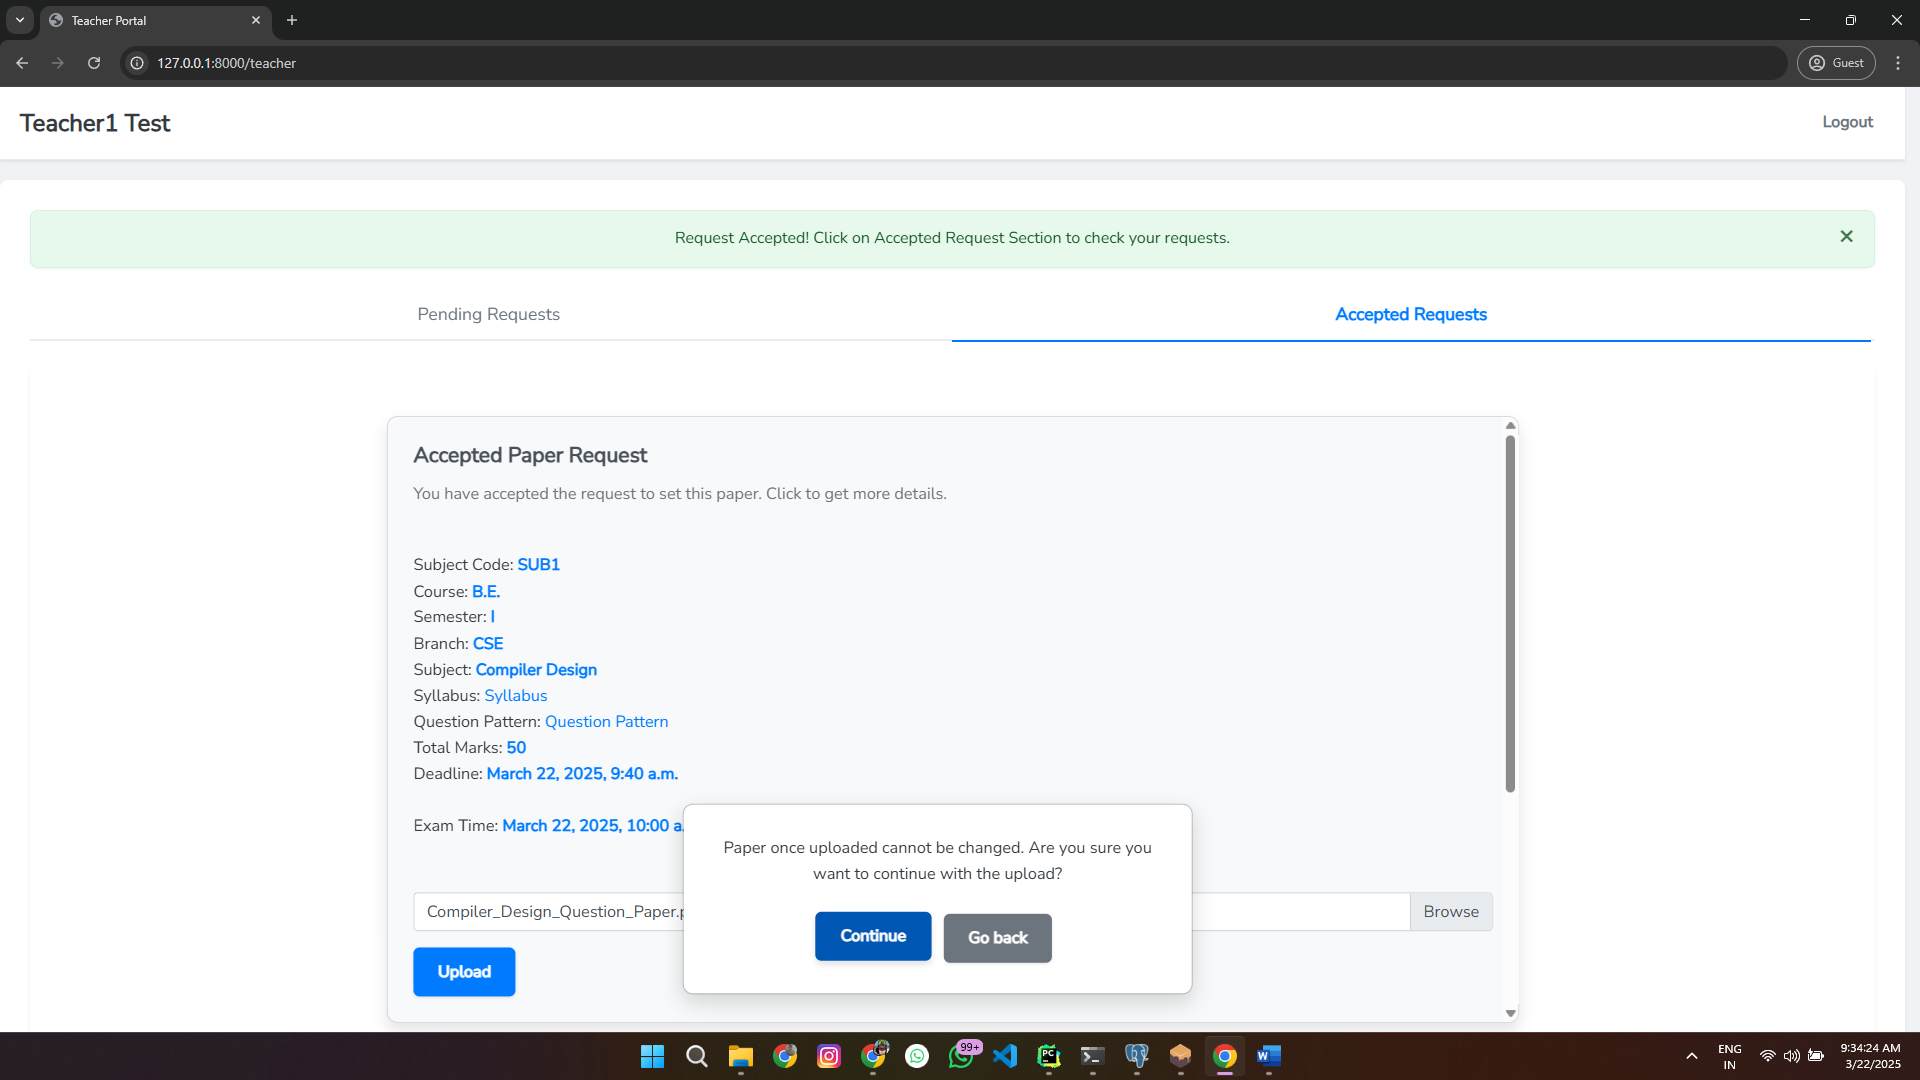 Teacher Portal
127.0.0.1:8000/teacher
Guest
Teacher1 Test
Logout
Request Accepted! Click on Accepted Request Section to check your requests.
Pending Requests
Accepted Requests
Accepted Paper Request
You have accepted the request to set this paper. Click to get more details.
Subject Code: SUB1
Course: B.E.
Semester: I
Branch: CSE
Subject: Compiler Design
Syllabus: Syllabus
Question Pattern: Question Pattern
Total Marks: 50
Deadline: March 22, 2025, 9:40 a.m.
Exam Time: March 22, 2025, 10:00 a.
Paper once uploaded cannot be changed. Are you sure you
want to continue with the upload?
Compiler_Design_Question_Paper.p
Browse
Continue
Go back
Upload
99+
PC
W
ENG
IN
9:34:24 AM
3/22/2025